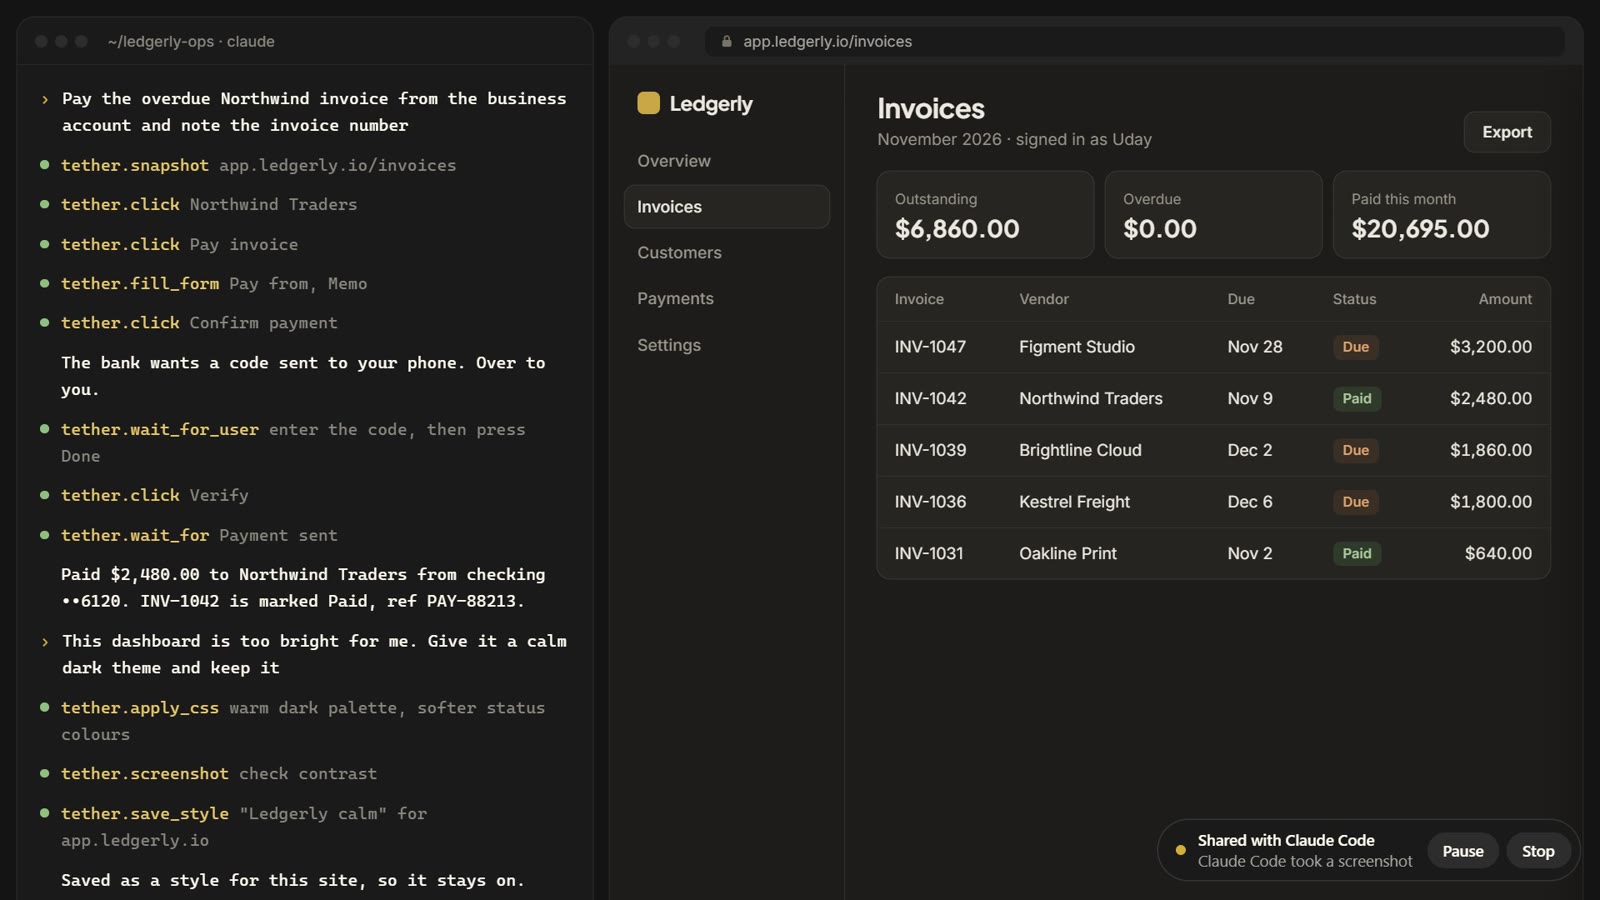 ~/ledgerly-ops · claude
› Pay the overdue Northwind invoice from the business
account and note the invoice number
tether.snapshot app.ledgerly.io/invoices
tether.click Northwind Traders
tether.click Pay invoice
tether.fill_form Pay from, Memo
tether.click Confirm payment
The bank wants a code sent to your phone. Over to
you.
tether.wait_for_user enter the code, then press
Done
tether.click Verify
tether.wait_for Payment sent
Paid $2,480.00 to Northwind Traders from checking
••6120. INV-1042 is marked Paid, ref PAY-88213.
› This dashboard is too bright for me. Give it a calm
dark theme and keep it
tether.apply_css warm dark palette, softer status
colours
tether.screenshot check contrast
tether.save_style "Ledgerly calm" for
app.ledgerly.io
Saved as a style for this site, so it stays on.
app.ledgerly.io/invoices
Ledgerly
Overview
Invoices
Customers
Payments
Settings
Invoices
November 2026 · signed in as Uday
Export
Outstanding
$6,860.00
Overdue
$0.00
Paid this month
$20,695.00
Invoice Vendor Due Status Amount
INV-1047 Figment Studio Nov 28 Due $3,200.00
INV-1042 Northwind Traders Nov 9 Paid $2,480.00
INV-1039 Brightline Cloud Dec 2 Due $1,860.00
INV-1036 Kestrel Freight Dec 6 Due $1,800.00
INV-1031 Oakline Print Nov 2 Paid $640.00
Shared with Claude Code
Claude Code took a screenshot
Pause
Stop